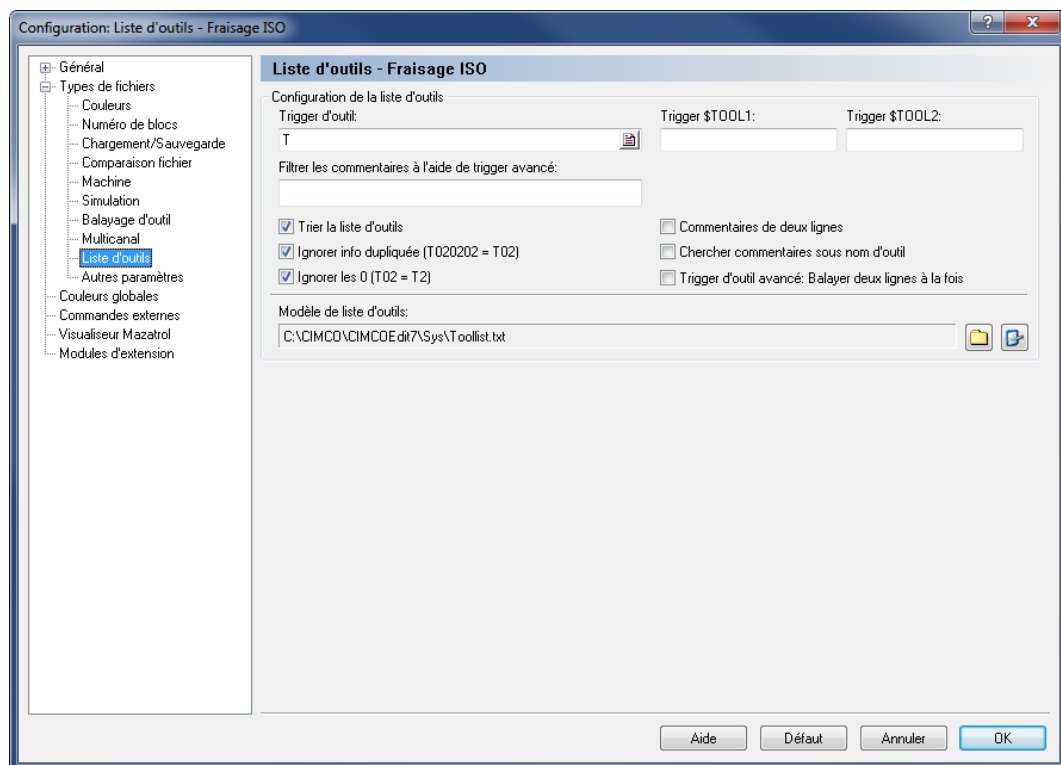 Configuration: Liste d'outils - Fraisage ISO
Général
Types de fichiers
Couleurs
Numéro de blocs
Chargement/Sauvegarde
Comparaison fichier
Machine
Simulation
Balayage d'outil
Multicanal
Liste d'outils
Autres paramètres
Couleurs globales
Commandes externes
Visualiseur Mazatrol
Modules d'extension
Liste d'outils - Fraisage ISO
Configuration de la liste d'outils
Trigger d'outil: Trigger $TOOL1: Trigger $TOOL2:
T
Filtrer les commentaires à l'aide de trigger avancé:
Trier la liste d'outils Commentaires de deux lignes
Ignorer info dupliquée (T020202 = T02) Chercher commentaires sous nom d'outil
Ignorer les 0 (T02 = T2) Trigger d'outil avancé: Balayer deux lignes à la fois
Modèle de liste d'outils:
C:\CIMCO\CIMCOEdit7\Sys\Toollist.txt
Aide Défaut Annuler OK